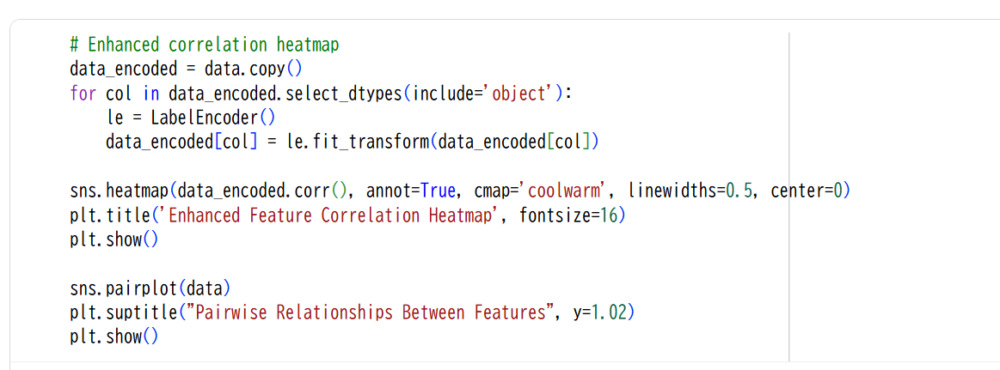 # Enhanced correlation heatmap
data_encoded = data.copy()
for col in data_encoded.select_dtypes(include='object'):
    le = LabelEncoder()
    data_encoded[col] = le.fit_transform(data_encoded[col])

sns.heatmap(data_encoded.corr(), annot=True, cmap='coolwarm', linewidths=0.5, center=0)
plt.title('Enhanced Feature Correlation Heatmap', fontsize=16)
plt.show()

sns.pairplot(data)
plt.suptitle("Pairwise Relationships Between Features", y=1.02)
plt.show()